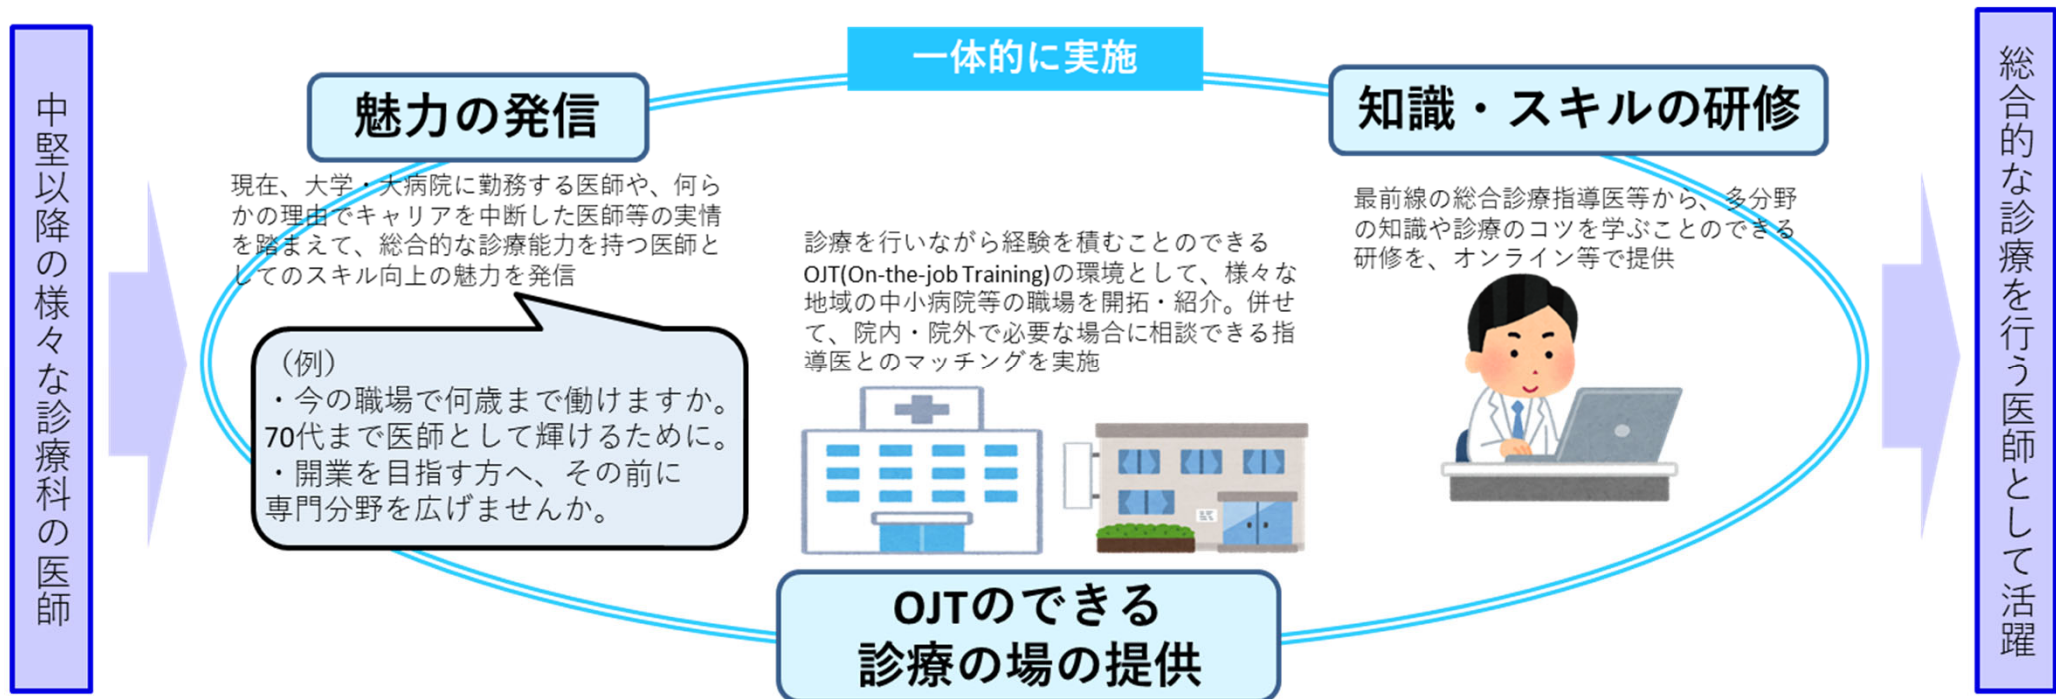 中堅以降の様々な診療科の医師
一体的に実施
魅力の発信
現在、大学・大病院に勤務する医師や、何ら
かの理由でキャリアを中断した医師等の実情
を踏まえて、総合的な診療能力を持つ医師と
してのスキル向上の魅力を発信
（例）
・今の職場で何歳まで働けますか。
70代まで医師として輝けるために。
・開業を目指す方へ、その前に
専門分野を広げませんか。
診療を行いながら経験を積むことのできる
OJT(On-the-job Training)の環境として、様々な
地域の中小病院等の職場を開拓・紹介。併せ
て、院内・院外で必要な場合に相談できる指
導医とのマッチングを実施
OJTのできる
診療の場の提供
知識・スキルの研修
最前線の総合診療指導医等から、多分野
の知識や診療のコツを学ぶことのできる
研修を、オンライン等で提供
総合的な診療を行う医師として活躍